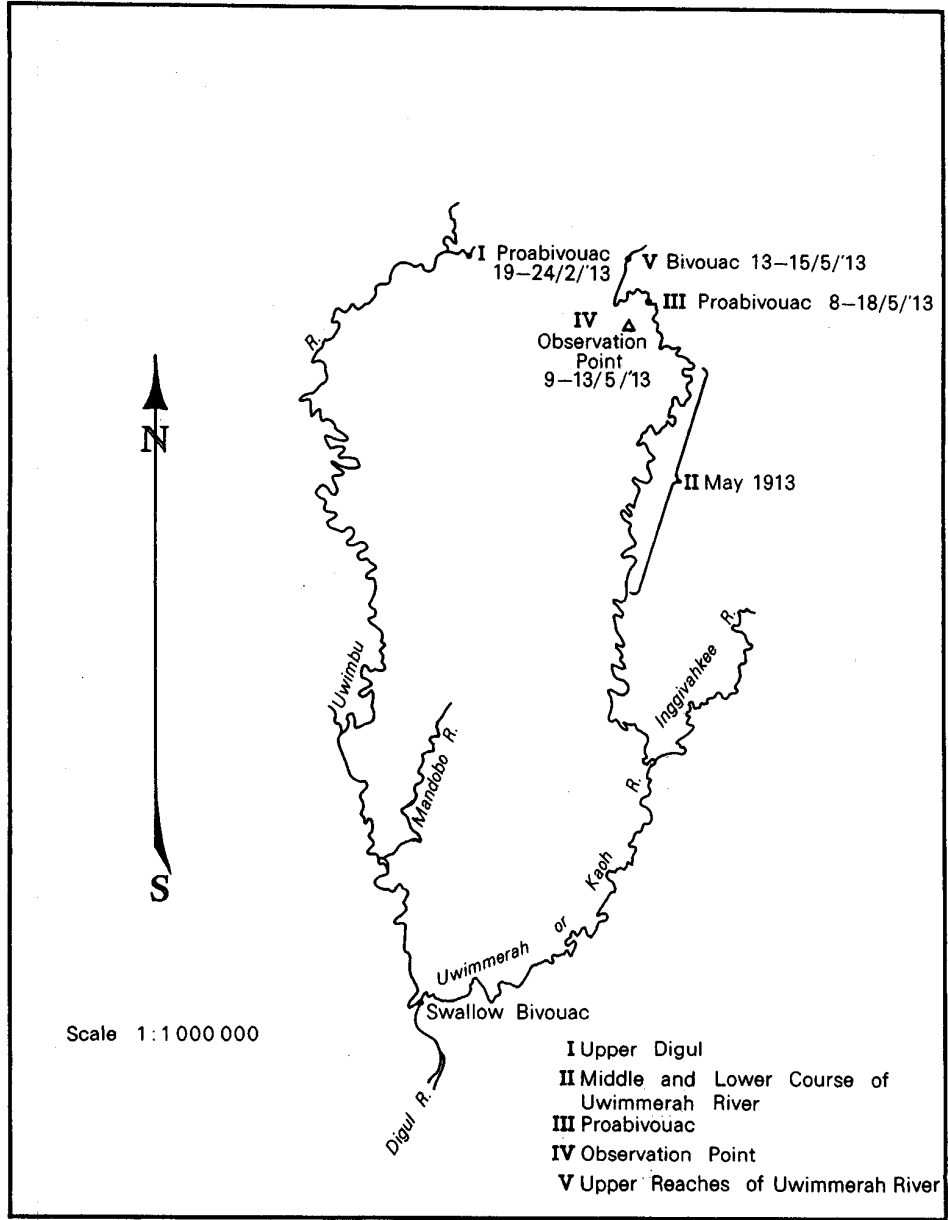 I Proabivouac
19–24/2/'13
V Bivouac 13–15/5/'13
III Proabivouac 8–18/5/'13
IV
Observation
Point
9–13/5/'13
R.
N
II May 1913
R.
Inggivahkee
Uwimbu
Mandobo R.
R.
S
Kaoh
or
Uwimmerah
Swallow Bivouac
Scale 1:1 000 000
Digul R.
I Upper Digul
II Middle and Lower Course of
Uwimmerah River
III Proabivouac
IV Observation Point
V Upper Reaches of Uwimmerah River